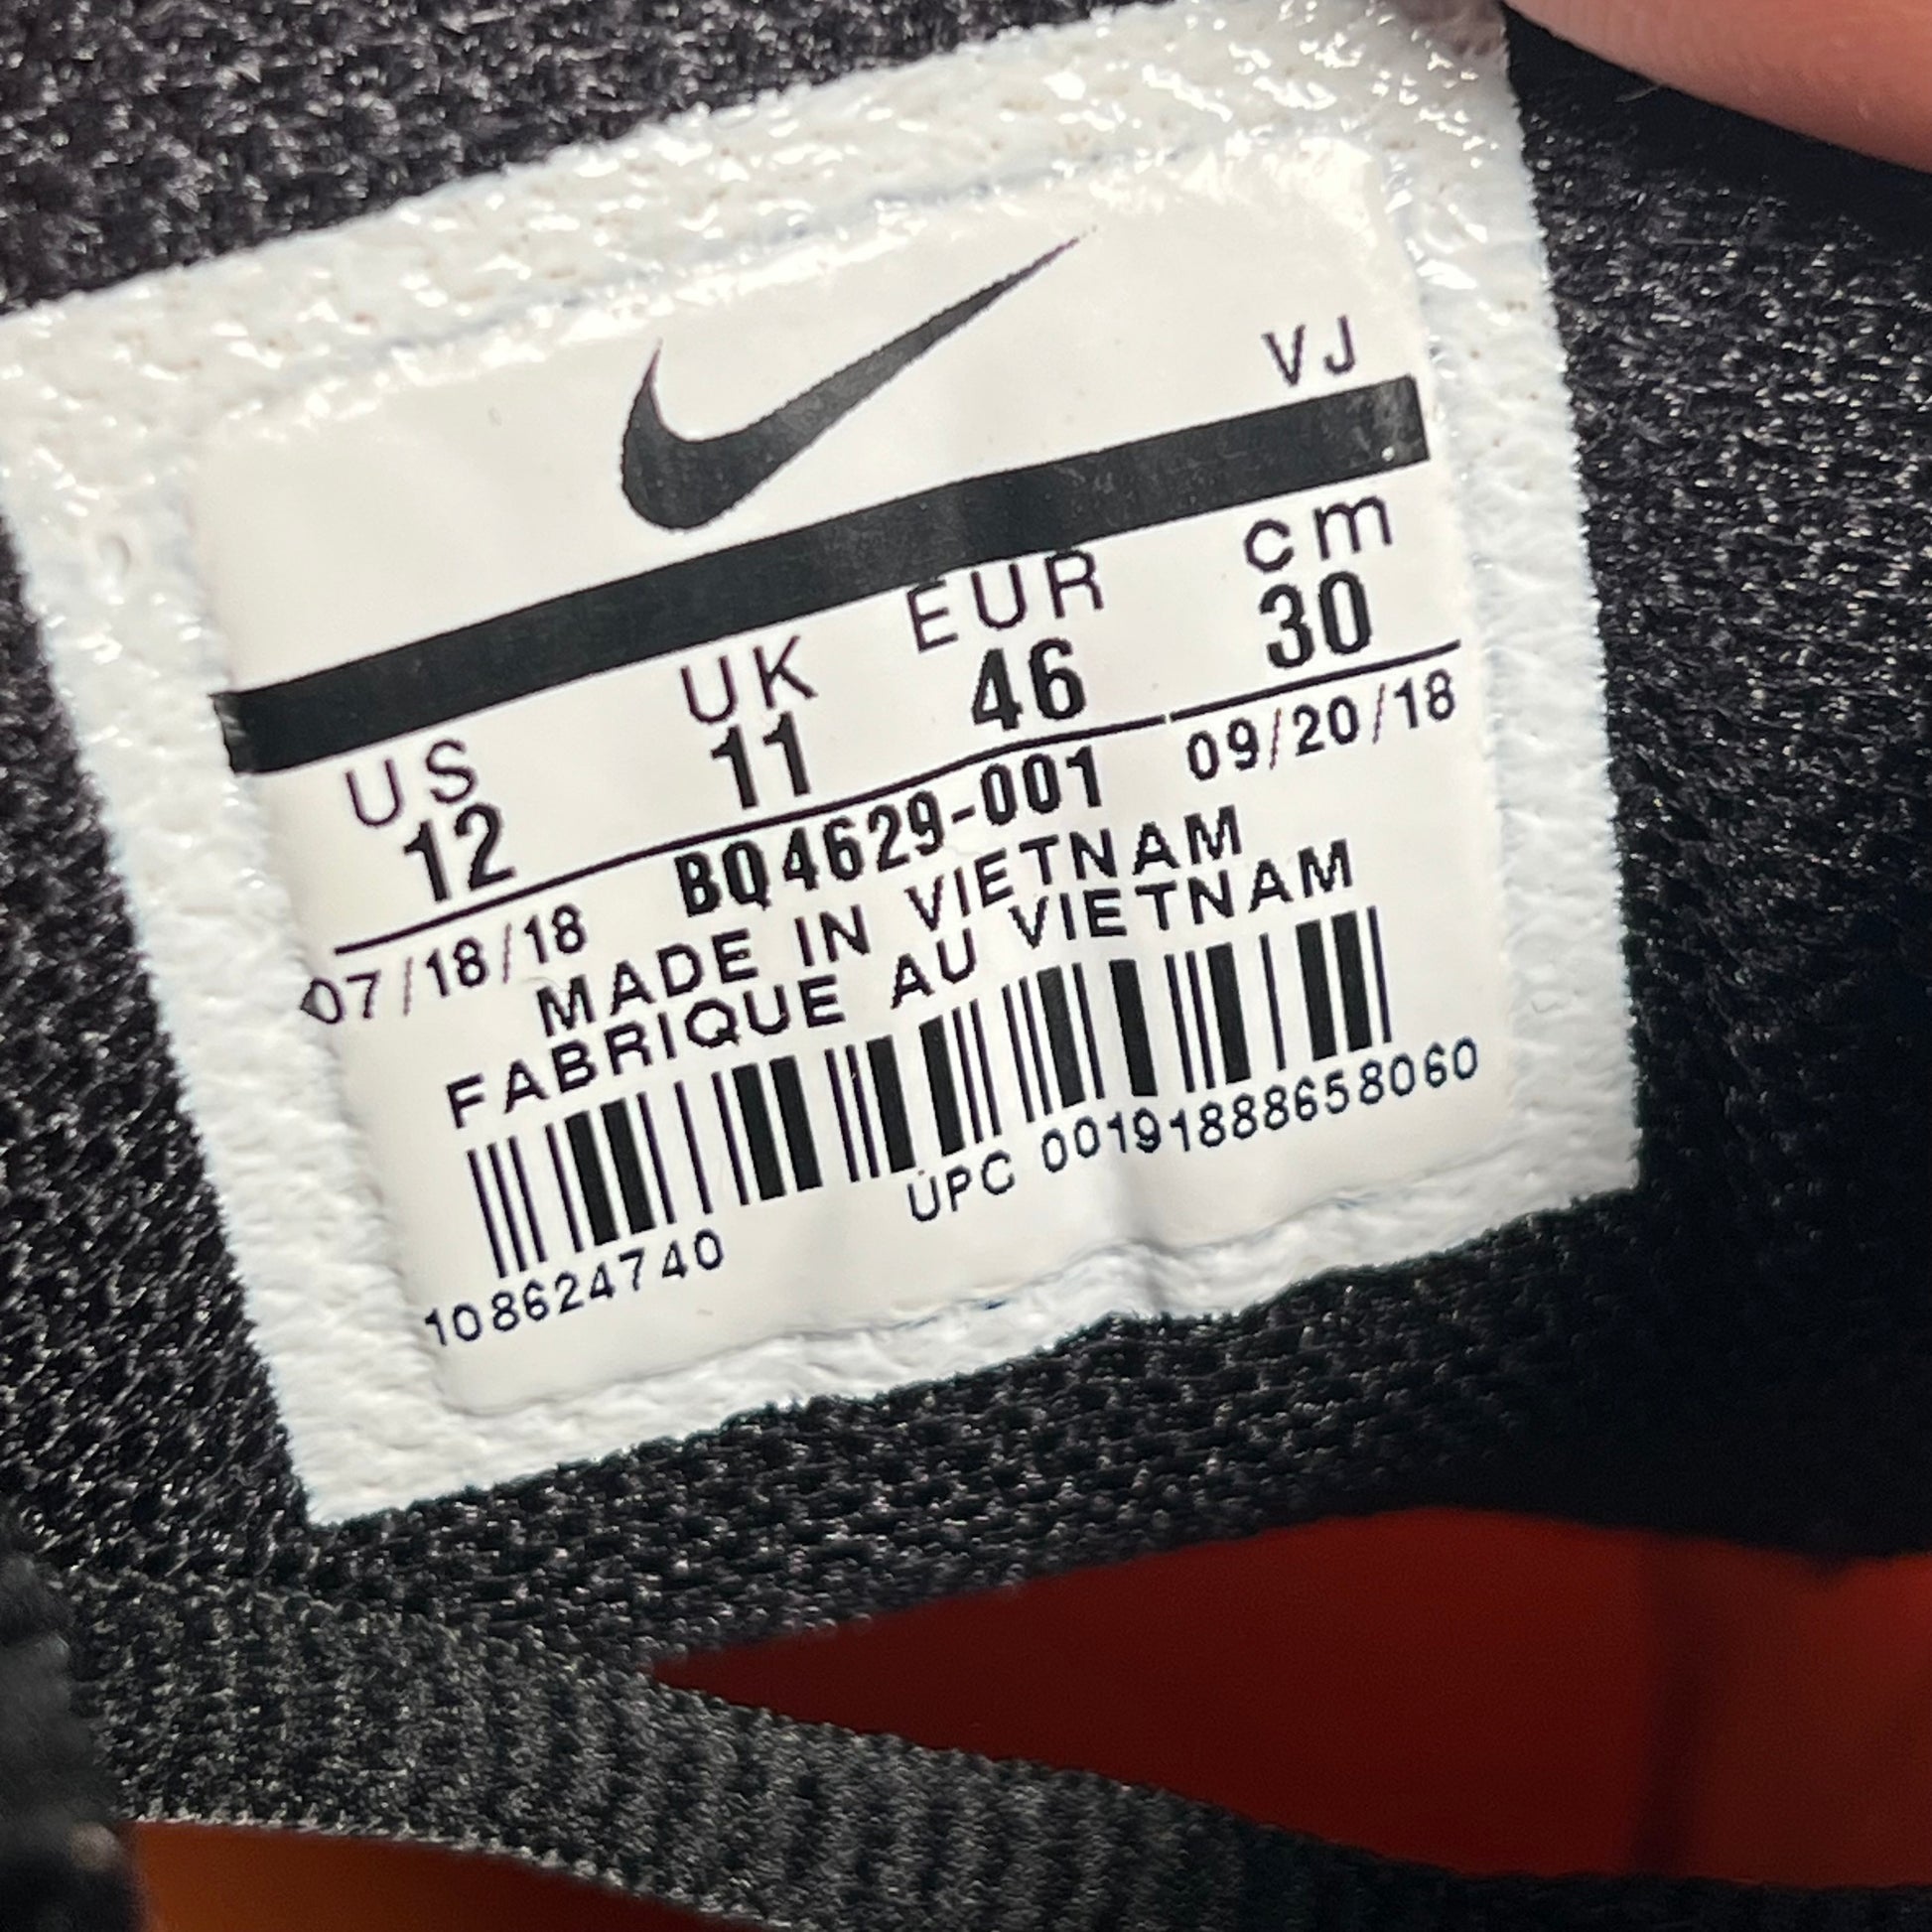 VJ
US UK EUR cm
12 11 46 30
07/18/18 BQ4629-001 09/20/18
MADE IN VIETNAM
FABRIQUE AU VIETNAM
108624740 UPC 00191888658060